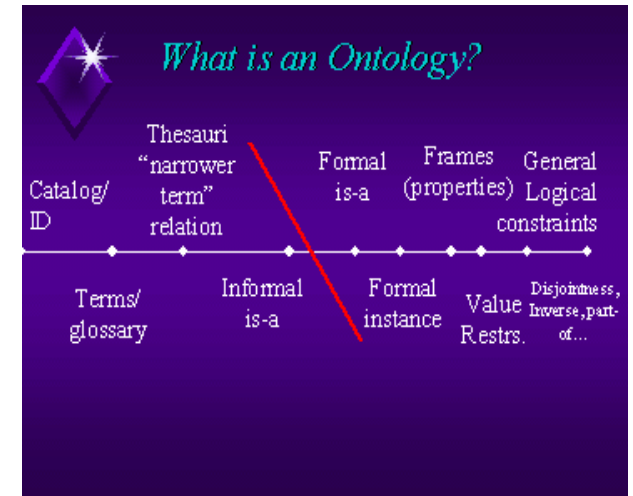 What is an Ontology?
Catalog/
ID
Thesauri
“narrower
term”
relation
Formal
is-a
Frames
(properties)
General
Logical
constraints
Terms/
glossary
Informal
is-a
Formal
instance
Value
Restrs.
Disjointness,
Inverse, part-
of...